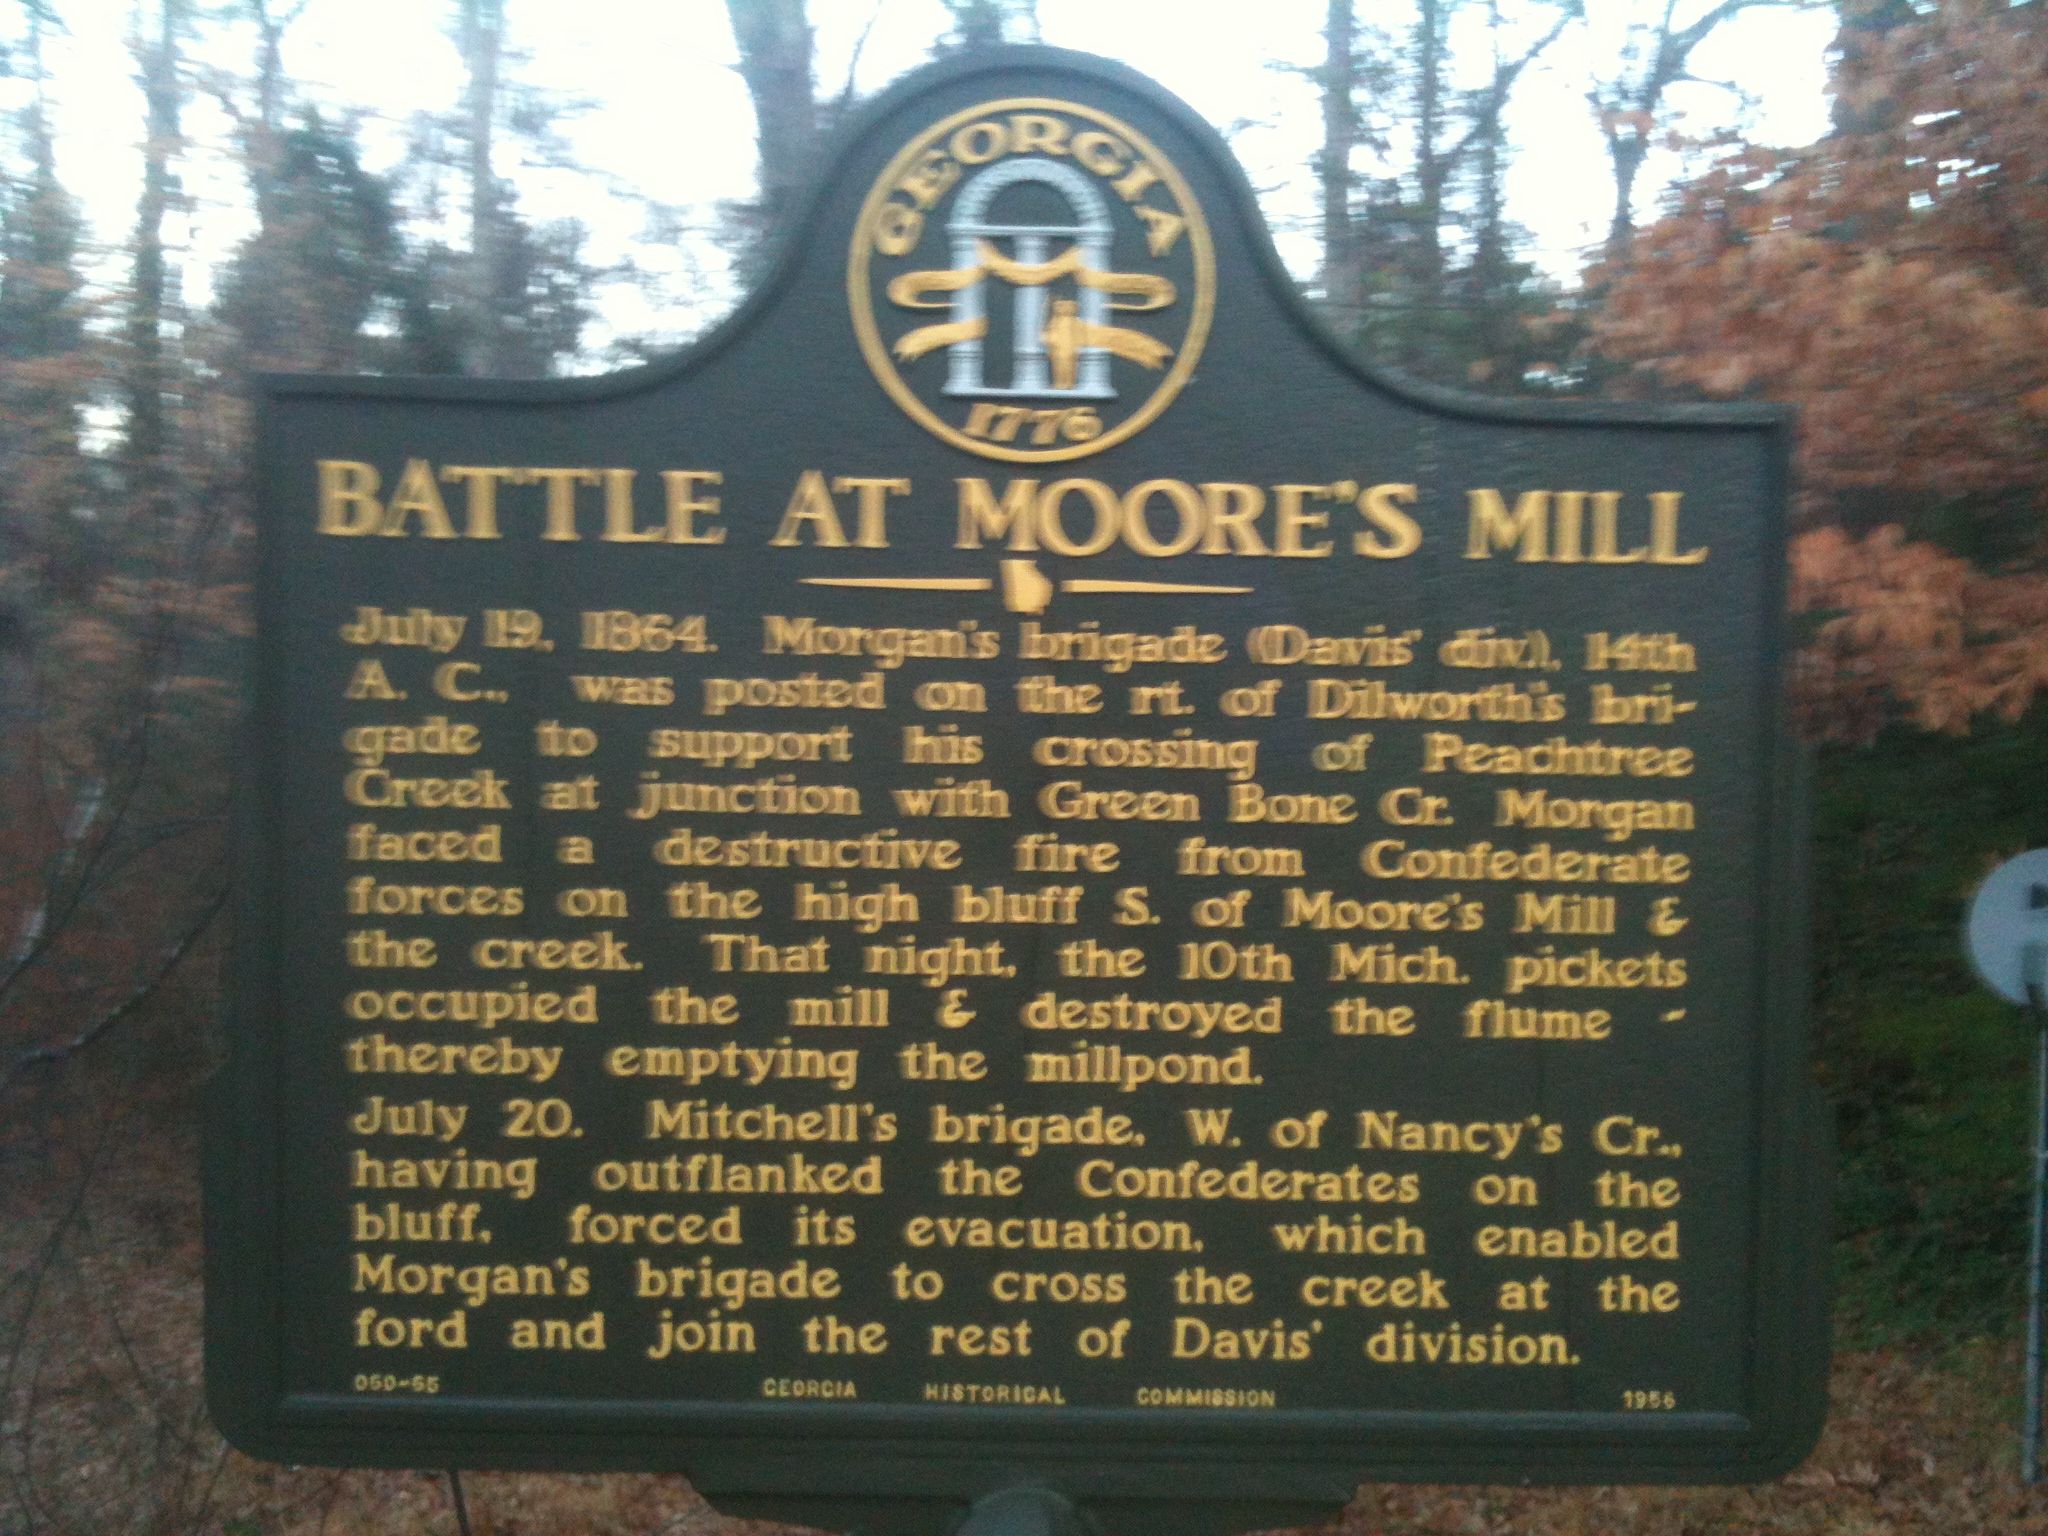 GEORGIA
1776
BATTLE AT MOORE'S MILL
July 19, 1864. Morgan's brigade (Davis' div.), 14th
A. C., was posted on the rt. of Dilworth's bri-
gade to support his crossing of Peachtree
Creek at junction with Green Bone Cr. Morgan
faced a destructive fire from Confederate
forces on the high bluff S. of Moore's Mill &
the creek. That night, the 10th Mich. pickets
occupied the mill & destroyed the flume -
thereby emptying the millpond.
July 20. Mitchell's brigade, W. of Nancy's Cr.,
having outflanked the Confederates on the
bluff, forced its evacuation, which enabled
Morgan's brigade to cross the creek at the
ford and join the rest of Davis' division.
060-55 GEORGIA HISTORICAL COMMISSION 1956